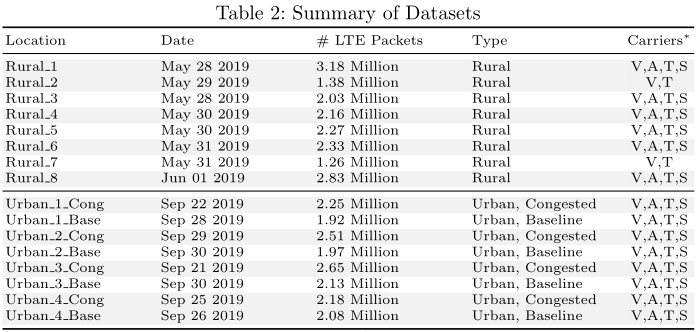 Table 2: Summary of Datasets
Location Date # LTE Packets Type Carriers*
Rural_1 May 28 2019 3.18 Million Rural V,A,T,S
Rural_2 May 29 2019 1.38 Million Rural V,T
Rural_3 May 28 2019 2.03 Million Rural V,A,T,S
Rural_4 May 30 2019 2.16 Million Rural V,A,T,S
Rural_5 May 30 2019 2.27 Million Rural V,A,T,S
Rural_6 May 31 2019 2.33 Million Rural V,A,T,S
Rural_7 May 31 2019 1.26 Million Rural V,T
Rural_8 Jun 01 2019 2.83 Million Rural V,A,T,S
Urban_1_Cong Sep 22 2019 2.25 Million Urban, Congested V,A,T,S
Urban_1_Base Sep 28 2019 1.92 Million Urban, Baseline V,A,T,S
Urban_2_Cong Sep 29 2019 2.51 Million Urban, Congested V,A,T,S
Urban_2_Base Sep 30 2019 1.97 Million Urban, Baseline V,A,T,S
Urban_3_Cong Sep 21 2019 2.65 Million Urban, Congested V,A,T,S
Urban_3_Base Sep 30 2019 2.13 Million Urban, Baseline V,A,T,S
Urban_4_Cong Sep 25 2019 2.18 Million Urban, Congested V,A,T,S
Urban_4_Base Sep 26 2019 2.08 Million Urban, Baseline V,A,T,S